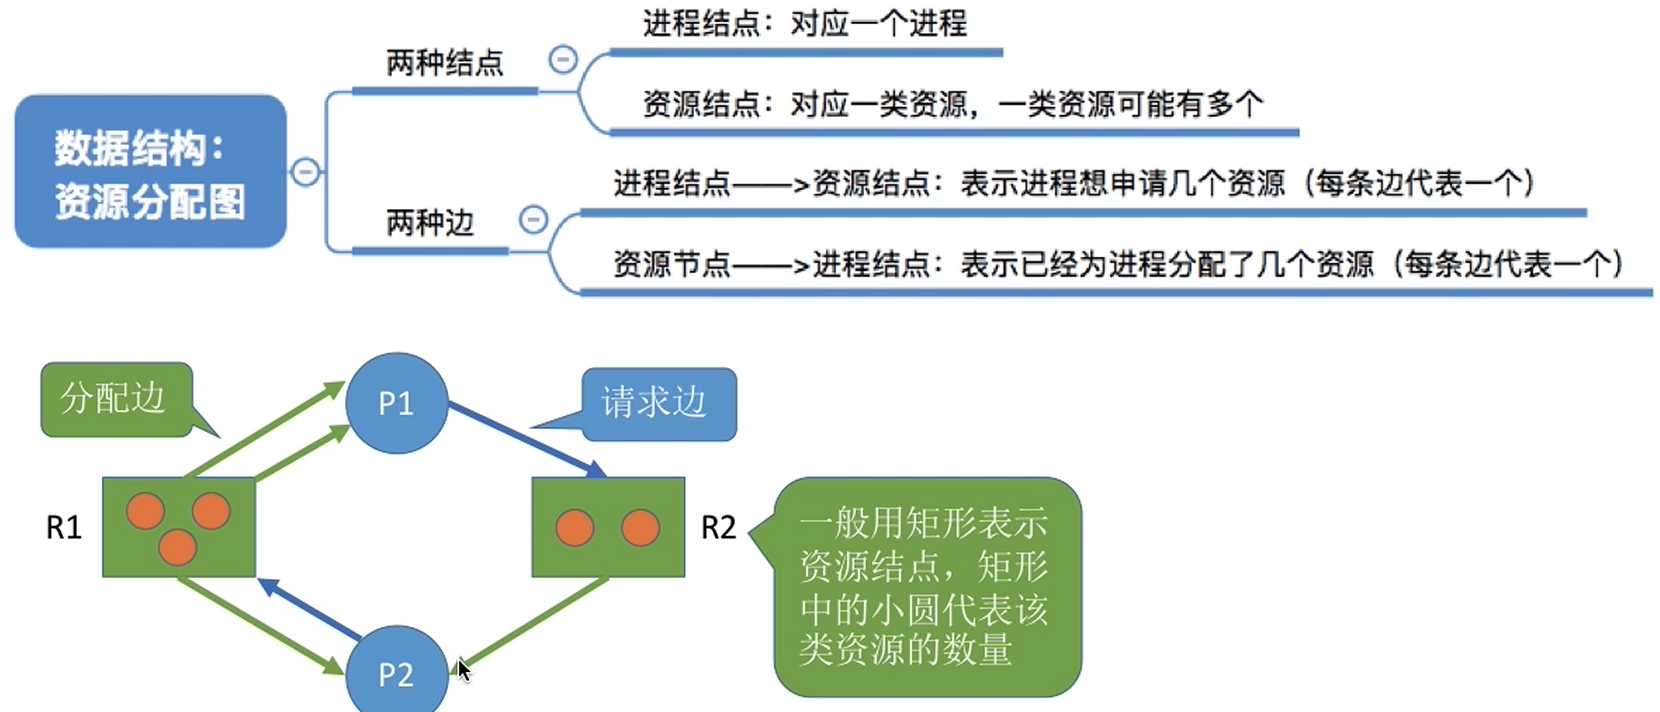 进程结点：对应一个进程
两种结点
资源结点：对应一类资源，一类资源可能有多个
数据结构：
资源分配图
进程结点——>资源结点：表示进程想申请几个资源（每条边代表一个）
两种边
资源节点——>进程结点：表示已经为进程分配了几个资源（每条边代表一个）
分配边
P1
请求边
R1
R2
一般用矩形表示
资源结点，矩形
中的小圆代表该
类资源的数量
P2